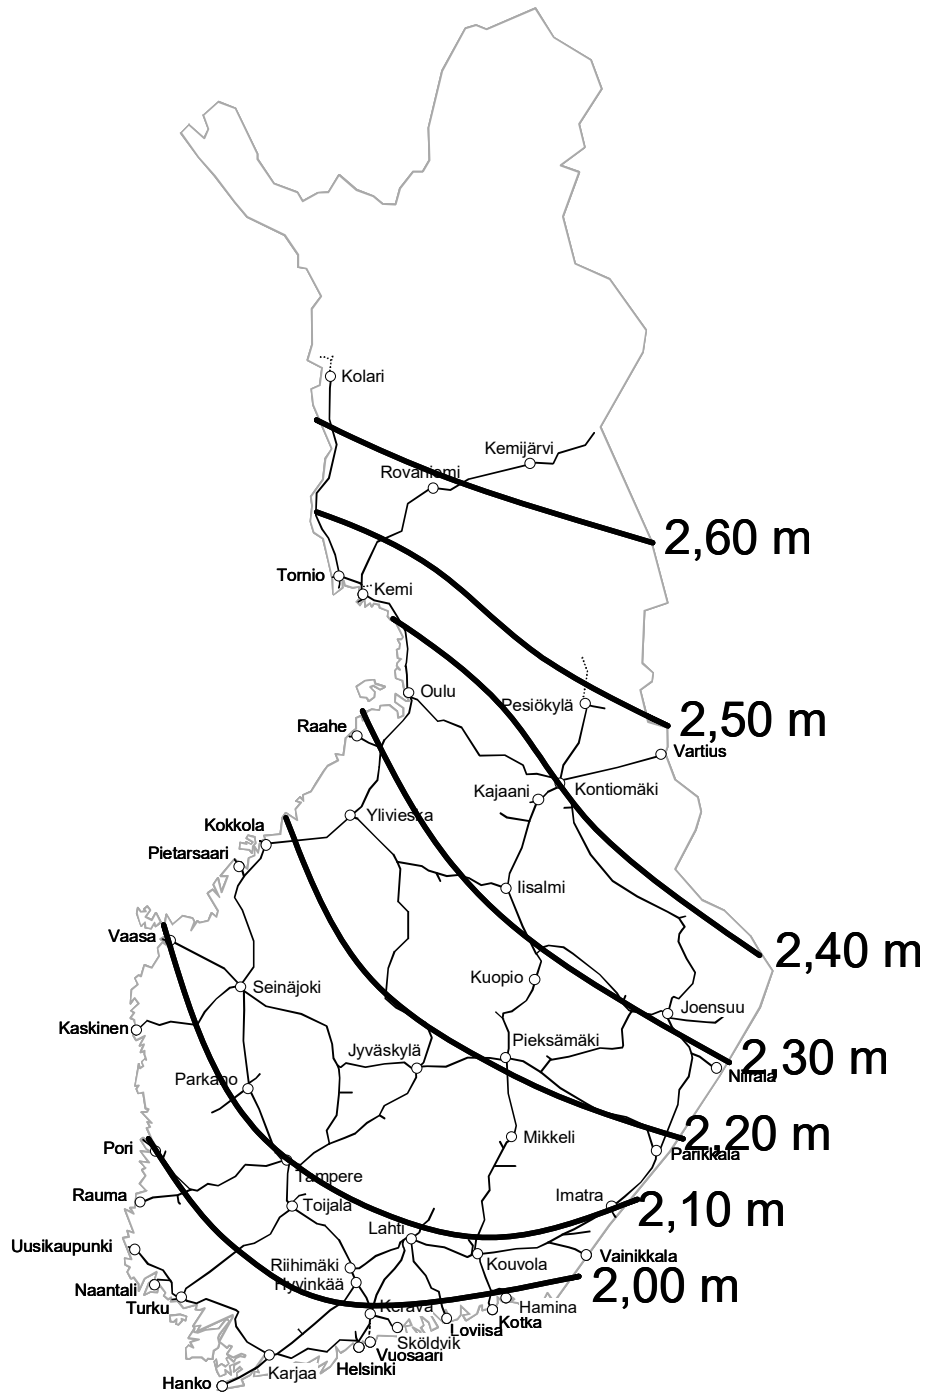 Kolari
Kemijärvi
Rovaniemi
2,60 m
Tornio
Kemi
Oulu
Pesiökylä
2,50 m
Raahe
Vartius
Kajaani
Kontiomäki
Ylivieska
Kokkola
Pietarsaari
Iisalmi
Vaasa
2,40 m
Kuopio
Seinäjoki
Joensuu
Kaskinen
Pieksämäki
Jyväskylä
2,30 m
Niirala
Parkano
Mikkeli
2,20 m
Pori
Parikkala
Tampere
Rauma
Imatra
Toijala
2,10 m
Lahti
Uusikaupunki
Vainikkala
Riihimäki
Kouvola
Hyvinkää
2,00 m
Naantali
Turku
Kerava
Hamina
Kotka
Loviisa
Sköldvik
Vuosaari
Helsinki
Karjaa
Hanko